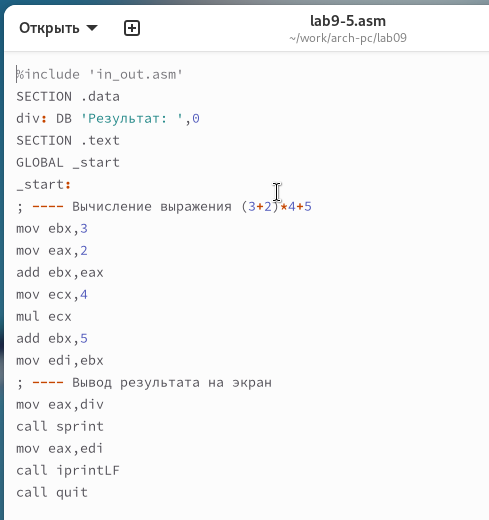 Открыть
lab9-5.asm
~/work/arch-pc/lab09
%include 'in_out.asm'
SECTION .data
div: DB 'Результат: ',0
SECTION .text
GLOBAL _start
_start:
; ---- Вычисление выражения (3+2)*4+5
mov ebx,3
mov eax,2
add ebx,eax
mov ecx,4
mul ecx
add ebx,5
mov edi,ebx
; ---- Вывод результата на экран
mov eax,div
call sprint
mov eax,edi
call iprintLF
call quit